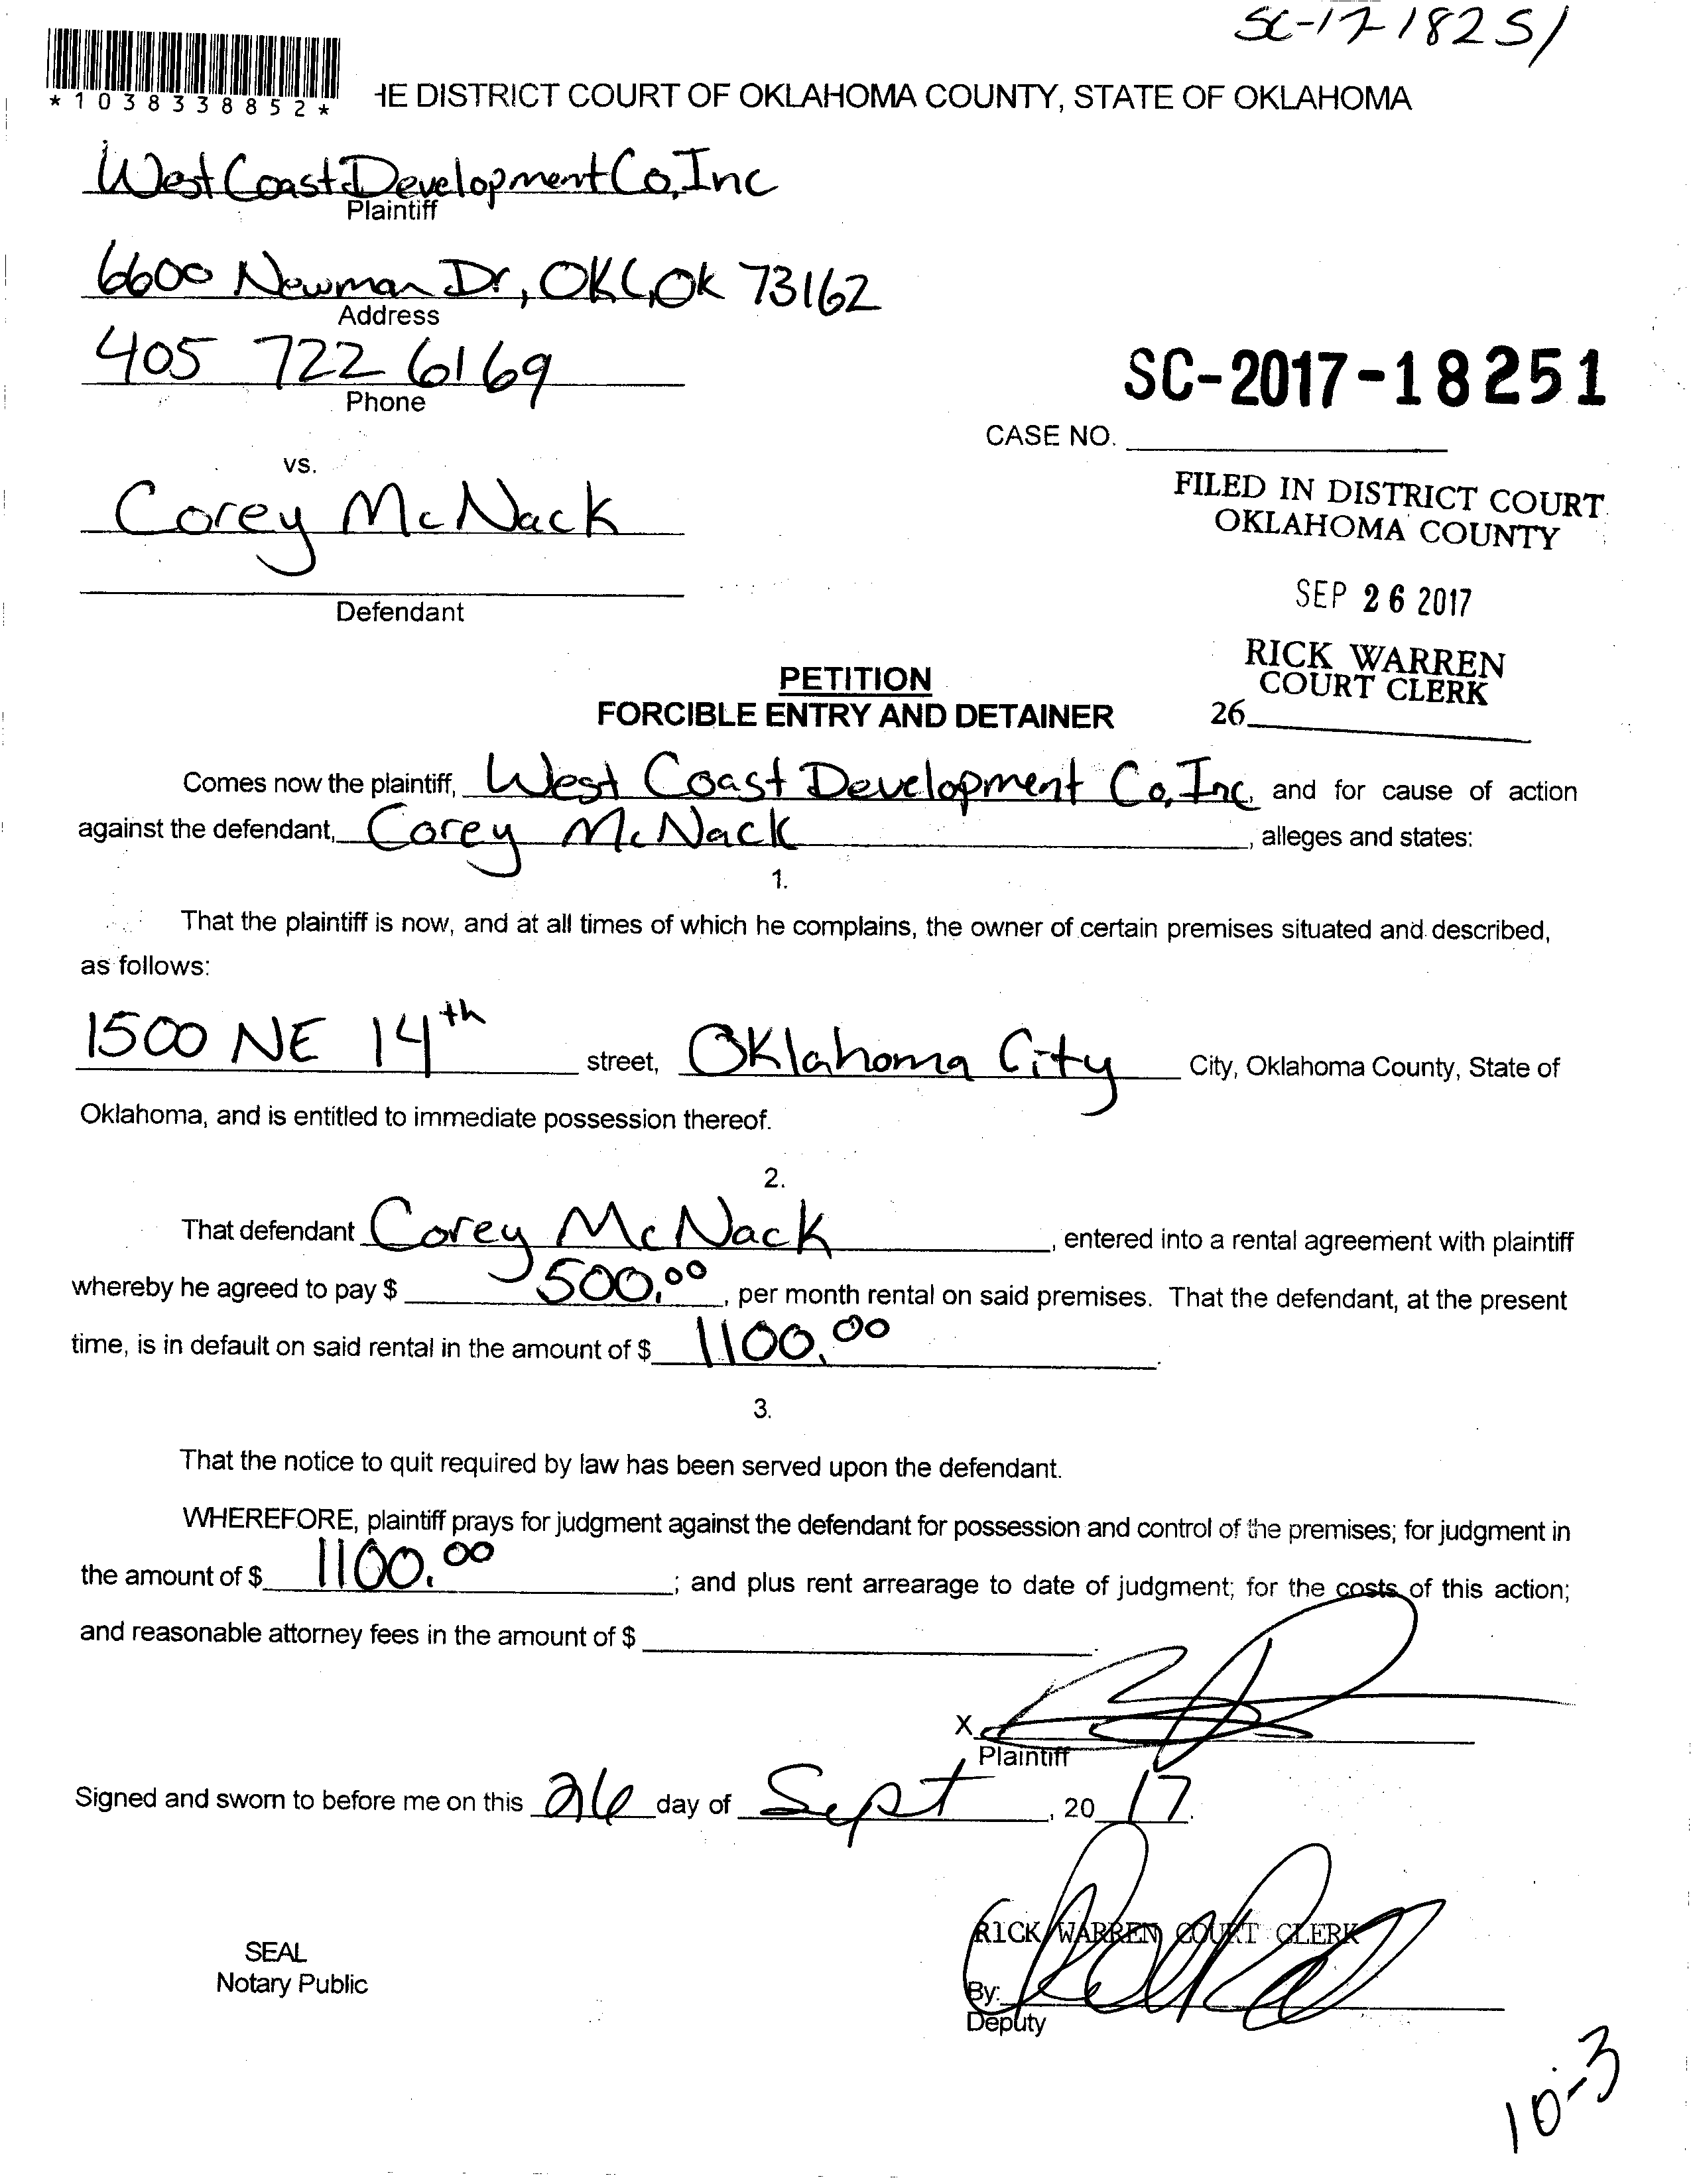 SC-17-18251
*1038338852*
HE DISTRICT COURT OF OKLAHOMA COUNTY, STATE OF OKLAHOMA
West Coast Development Co, Inc
Plaintiff
6600 Newman Dr, OKC, OK 73162
Address
405 722 6169
Phone
SC-2017-18251
CASE NO.
vs.
Corey McNack
FILED IN DISTRICT COURT
OKLAHOMA COUNTY
SEP 26 2017
Defendant
RICK WARREN
COURT CLERK
26
PETITION
FORCIBLE ENTRY AND DETAINER
Comes now the plaintiff, West Coast Development Co, Inc, and for cause of action
against the defendant, Corey McNack, alleges and states:
1.
That the plaintiff is now, and at all times of which he complains, the owner of certain premises situated and described,
as follows:
1500 NE 14th street, Oklahoma City City, Oklahoma County, State of
Oklahoma, and is entitled to immediate possession thereof.
2.
That defendant Corey McNack, entered into a rental agreement with plaintiff
whereby he agreed to pay $ 500.00, per month rental on said premises. That the defendant, at the present
time, is in default on said rental in the amount of $ 1100.00.
3.
That the notice to quit required by law has been served upon the defendant.
WHEREFORE, plaintiff prays for judgment against the defendant for possession and control of the premises; for judgment in
the amount of $ 1100.00; and plus rent arrearage to date of judgment; for the costs of this action;
and reasonable attorney fees in the amount of $
X
Plaintiff
Signed and sworn to before me on this 26 day of Sept, 20 17.
RICK WARREN COURT CLERK
SEAL
Notary Public
By:
Deputy
10-3